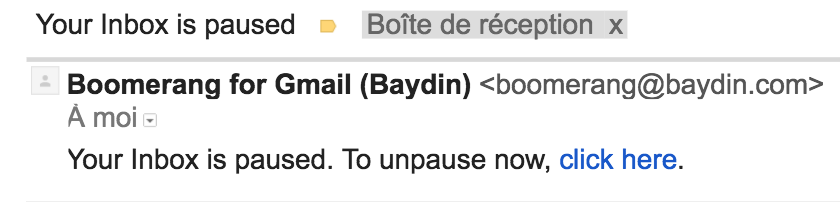 Your Inbox is paused Boîte de réception x
Boomerang for Gmail (Baydin) <boomerang@baydin.com>
À moi
Your Inbox is paused. To unpause now, click here.